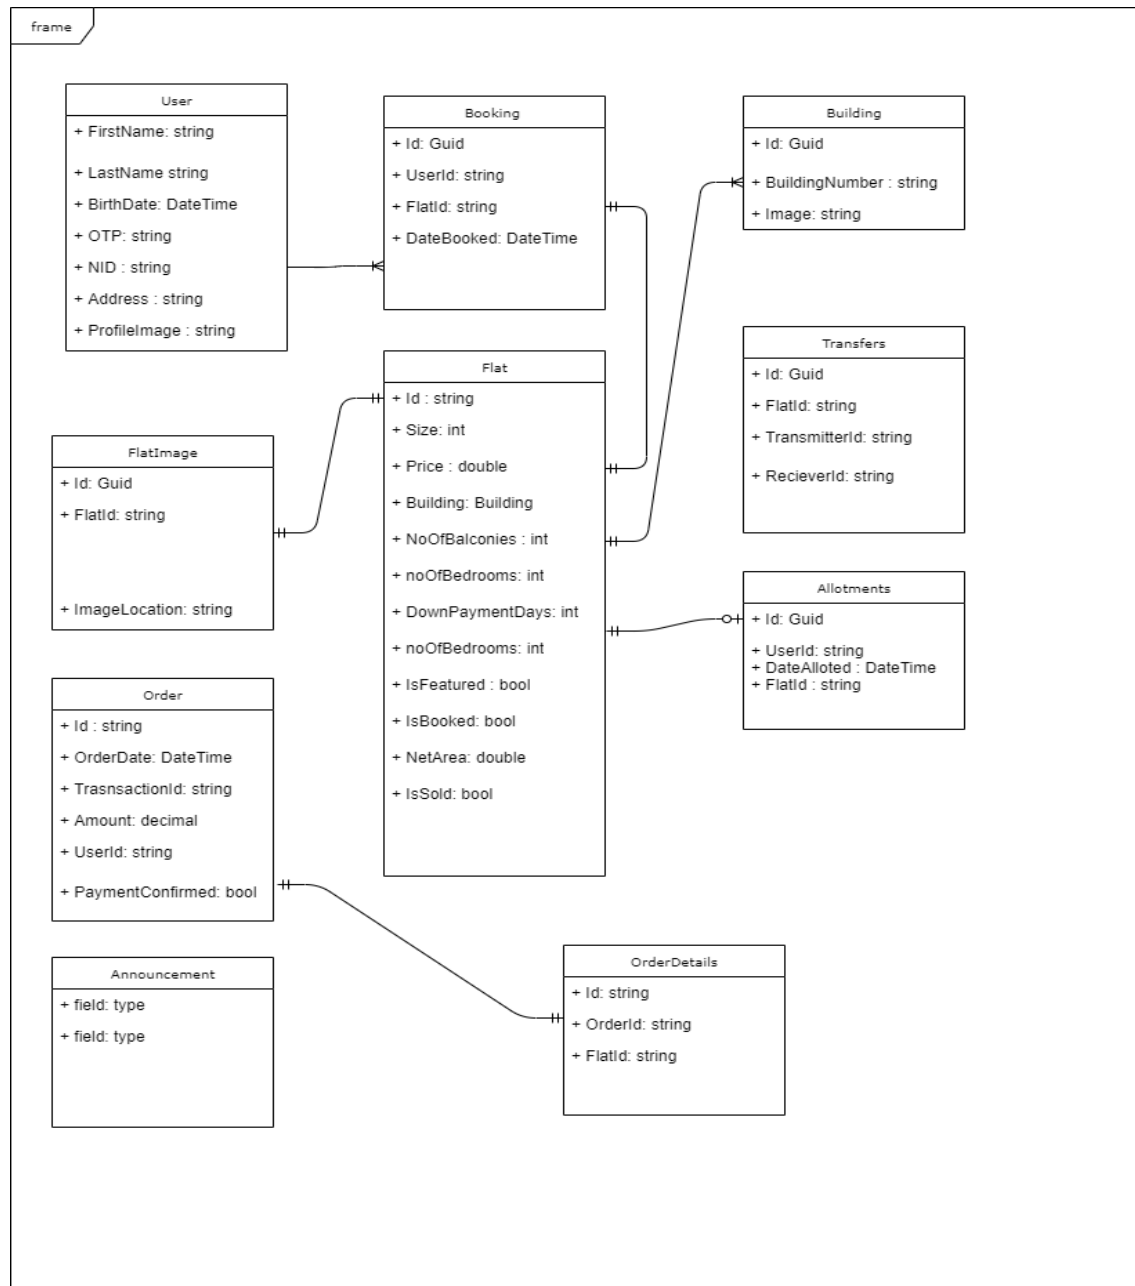 frame
User
+ FirstName: string
+ LastName string
+ BirthDate: DateTime
+ OTP: string
+ NID : string
+ Address : string
+ ProfileImage : string
Booking
+ Id: Guid
+ UserId: string
+ FlatId: string
+ DateBooked: DateTime
Building
+ Id: Guid
+ BuildingNumber : string
+ Image: string
Transfers
+ Id: Guid
+ FlatId: string
+ TransmitterId: string
+ RecieverId: string
FlatImage
+ Id: Guid
+ FlatId: string
+ ImageLocation: string
Flat
+ Id : string
+ Size: int
+ Price : double
+ Building: Building
+ NoOfBalconies : int
+ noOfBedrooms: int
+ DownPaymentDays: int
+ noOfBedrooms: int
+ IsFeatured : bool
+ IsBooked: bool
+ NetArea: double
+ IsSold: bool
Allotments
+ Id: Guid
+ UserId: string
+ DateAlloted : DateTime
+ FlatId : string
Order
+ Id : string
+ OrderDate: DateTime
+ TrasnsactionId: string
+ Amount: decimal
+ UserId: string
+ PaymentConfirmed: bool
Announcement
+ field: type
+ field: type
OrderDetails
+ Id: string
+ OrderId: string
+ FlatId: string